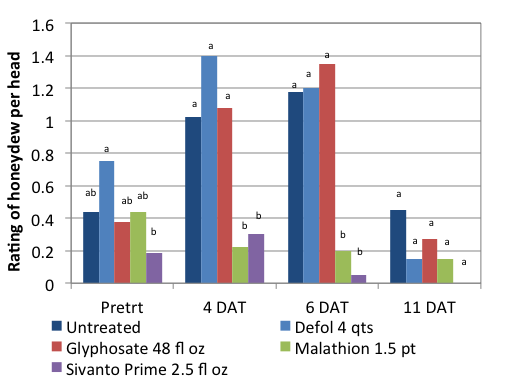 Rating of honeydew per head
1.6
1.4
1.2
1
0.8
0.6
0.4
0.2
0
ab
a
ab
ab
b
a
a
a
b
b
a
a
a
b
b
a
a
a
a
a
Pretrt 4 DAT 6 DAT 11 DAT
Untreated Defol 4 qts
Glyphosate 48 fl oz Malathion 1.5 pt
Sivanto Prime 2.5 fl oz